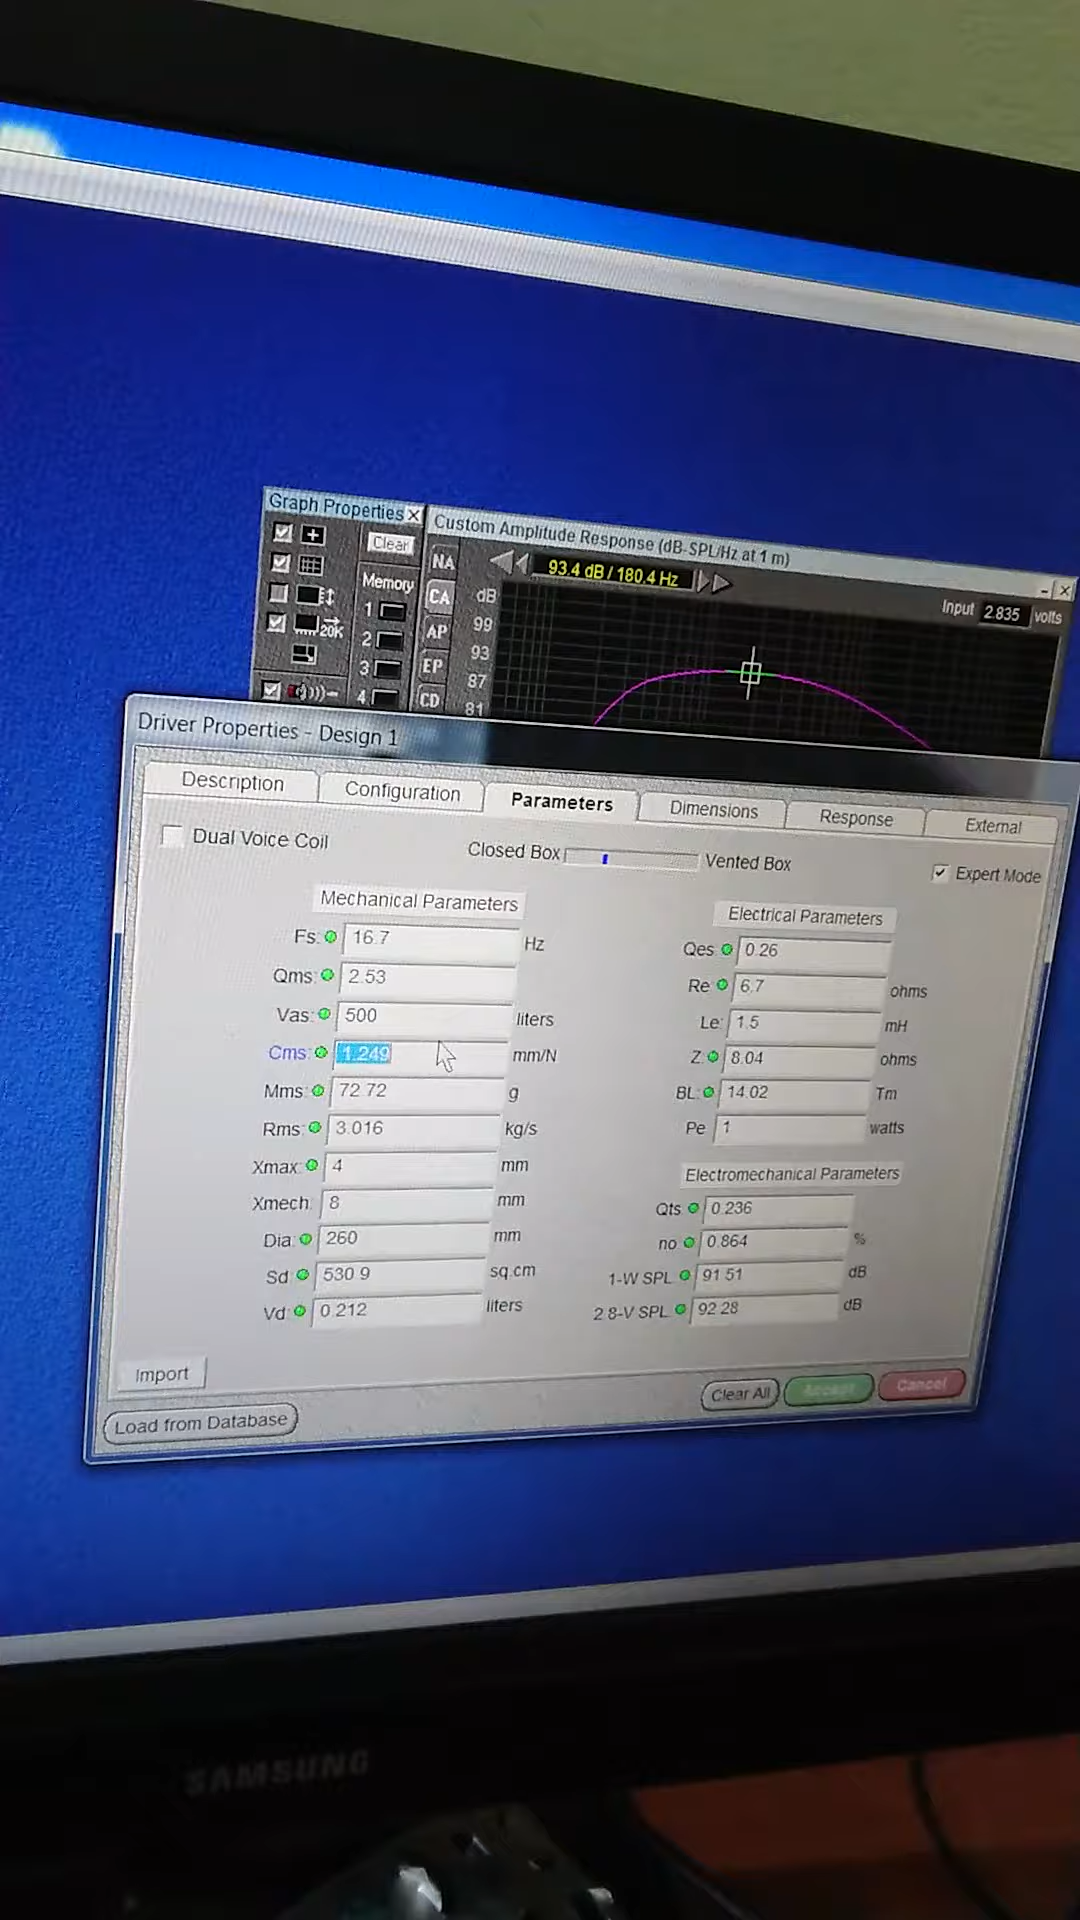 Graph Properties
Clear
Memory
1
2
3
4
20K
Custom Amplitude Response (dB-SPL/Hz at 1 m)
NA
CA
AP
EP
CD
93.4 dB / 180.4 Hz
Input 2.835 volts
dB
99
93
87
81
Driver Properties - Design 1
Description
Configuration
Parameters
Dimensions
Response
External
Dual Voice Coil
Closed Box
Vented Box
Expert Mode
Mechanical Parameters
Fs: 16.7 Hz
Qms: 2.53
Vas: 500 liters
Cms: 1.249 mm/N
Mms: 72.72 g
Rms: 3.016 kg/s
Xmax: 4 mm
Xmech: 8 mm
Dia: 260 mm
Sd 530.9 sq.cm
Vd: 0.212 liters
Electrical Parameters
Qes: 0.26
Re 6.7 ohms
Le: 1.5 mH
Z: 8.04 ohms
BL: 14.02 Tm
Pe 1 watts
Electromechanical Parameters
Qts 0.236
no 0.864 %
1-W SPL 91.51 dB
2.8-V SPL 92.28 dB
Import
Load from Database
Clear All
Accept
Cancel
SAMSUNG